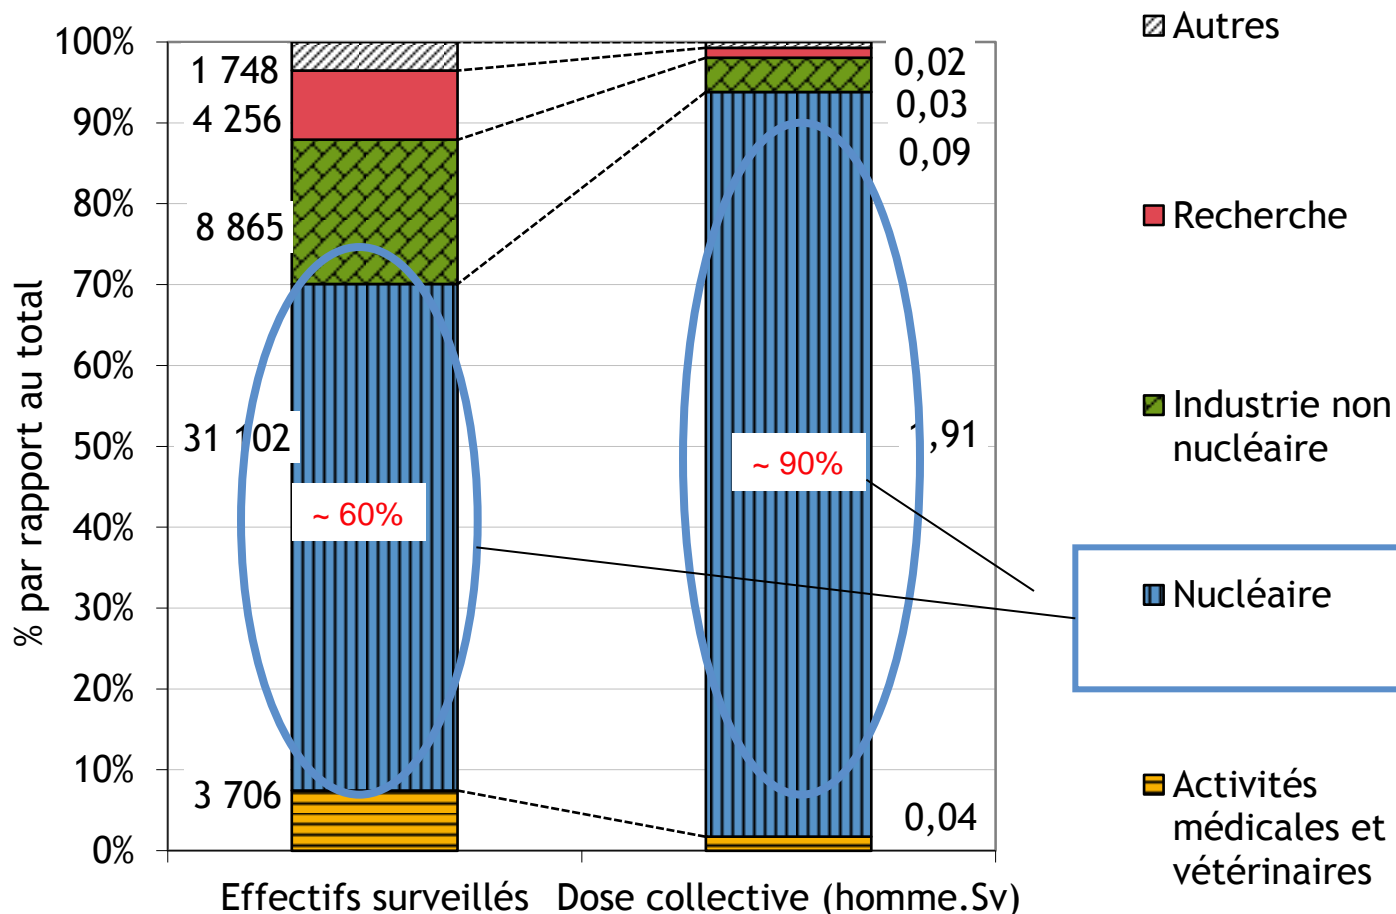 % par rapport au total
100%
90%
80%
70%
60%
50%
40%
30%
20%
10%
0%
1 748
4 256
8 865
31 102
3 706
~ 60%
0,02
0,03
0,09
1,91
0,04
~ 90%
Effectifs surveillés
Dose collective (homme.Sv)
Autres
Recherche
Industrie non
nucléaire
Nucléaire
Activités
médicales et
vétérinaires